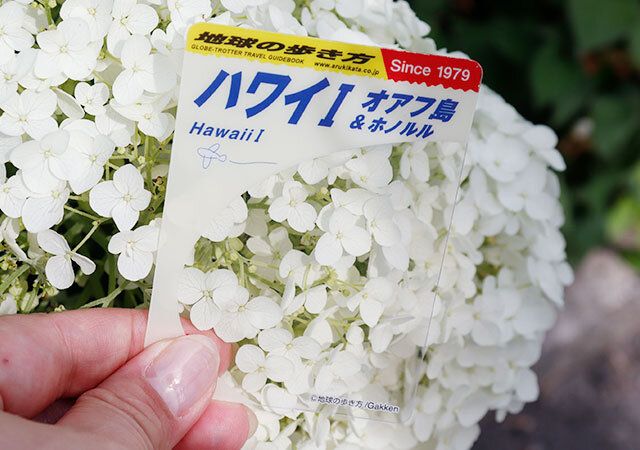 地球の歩き方
GLOBE-TROTTER TRAVEL GUIDEBOOK
www.arukikata.co.jp
Since 1979
ハワイI
オアフ島
&ホノルル
Hawaii I
©地球の歩き方/Gakken